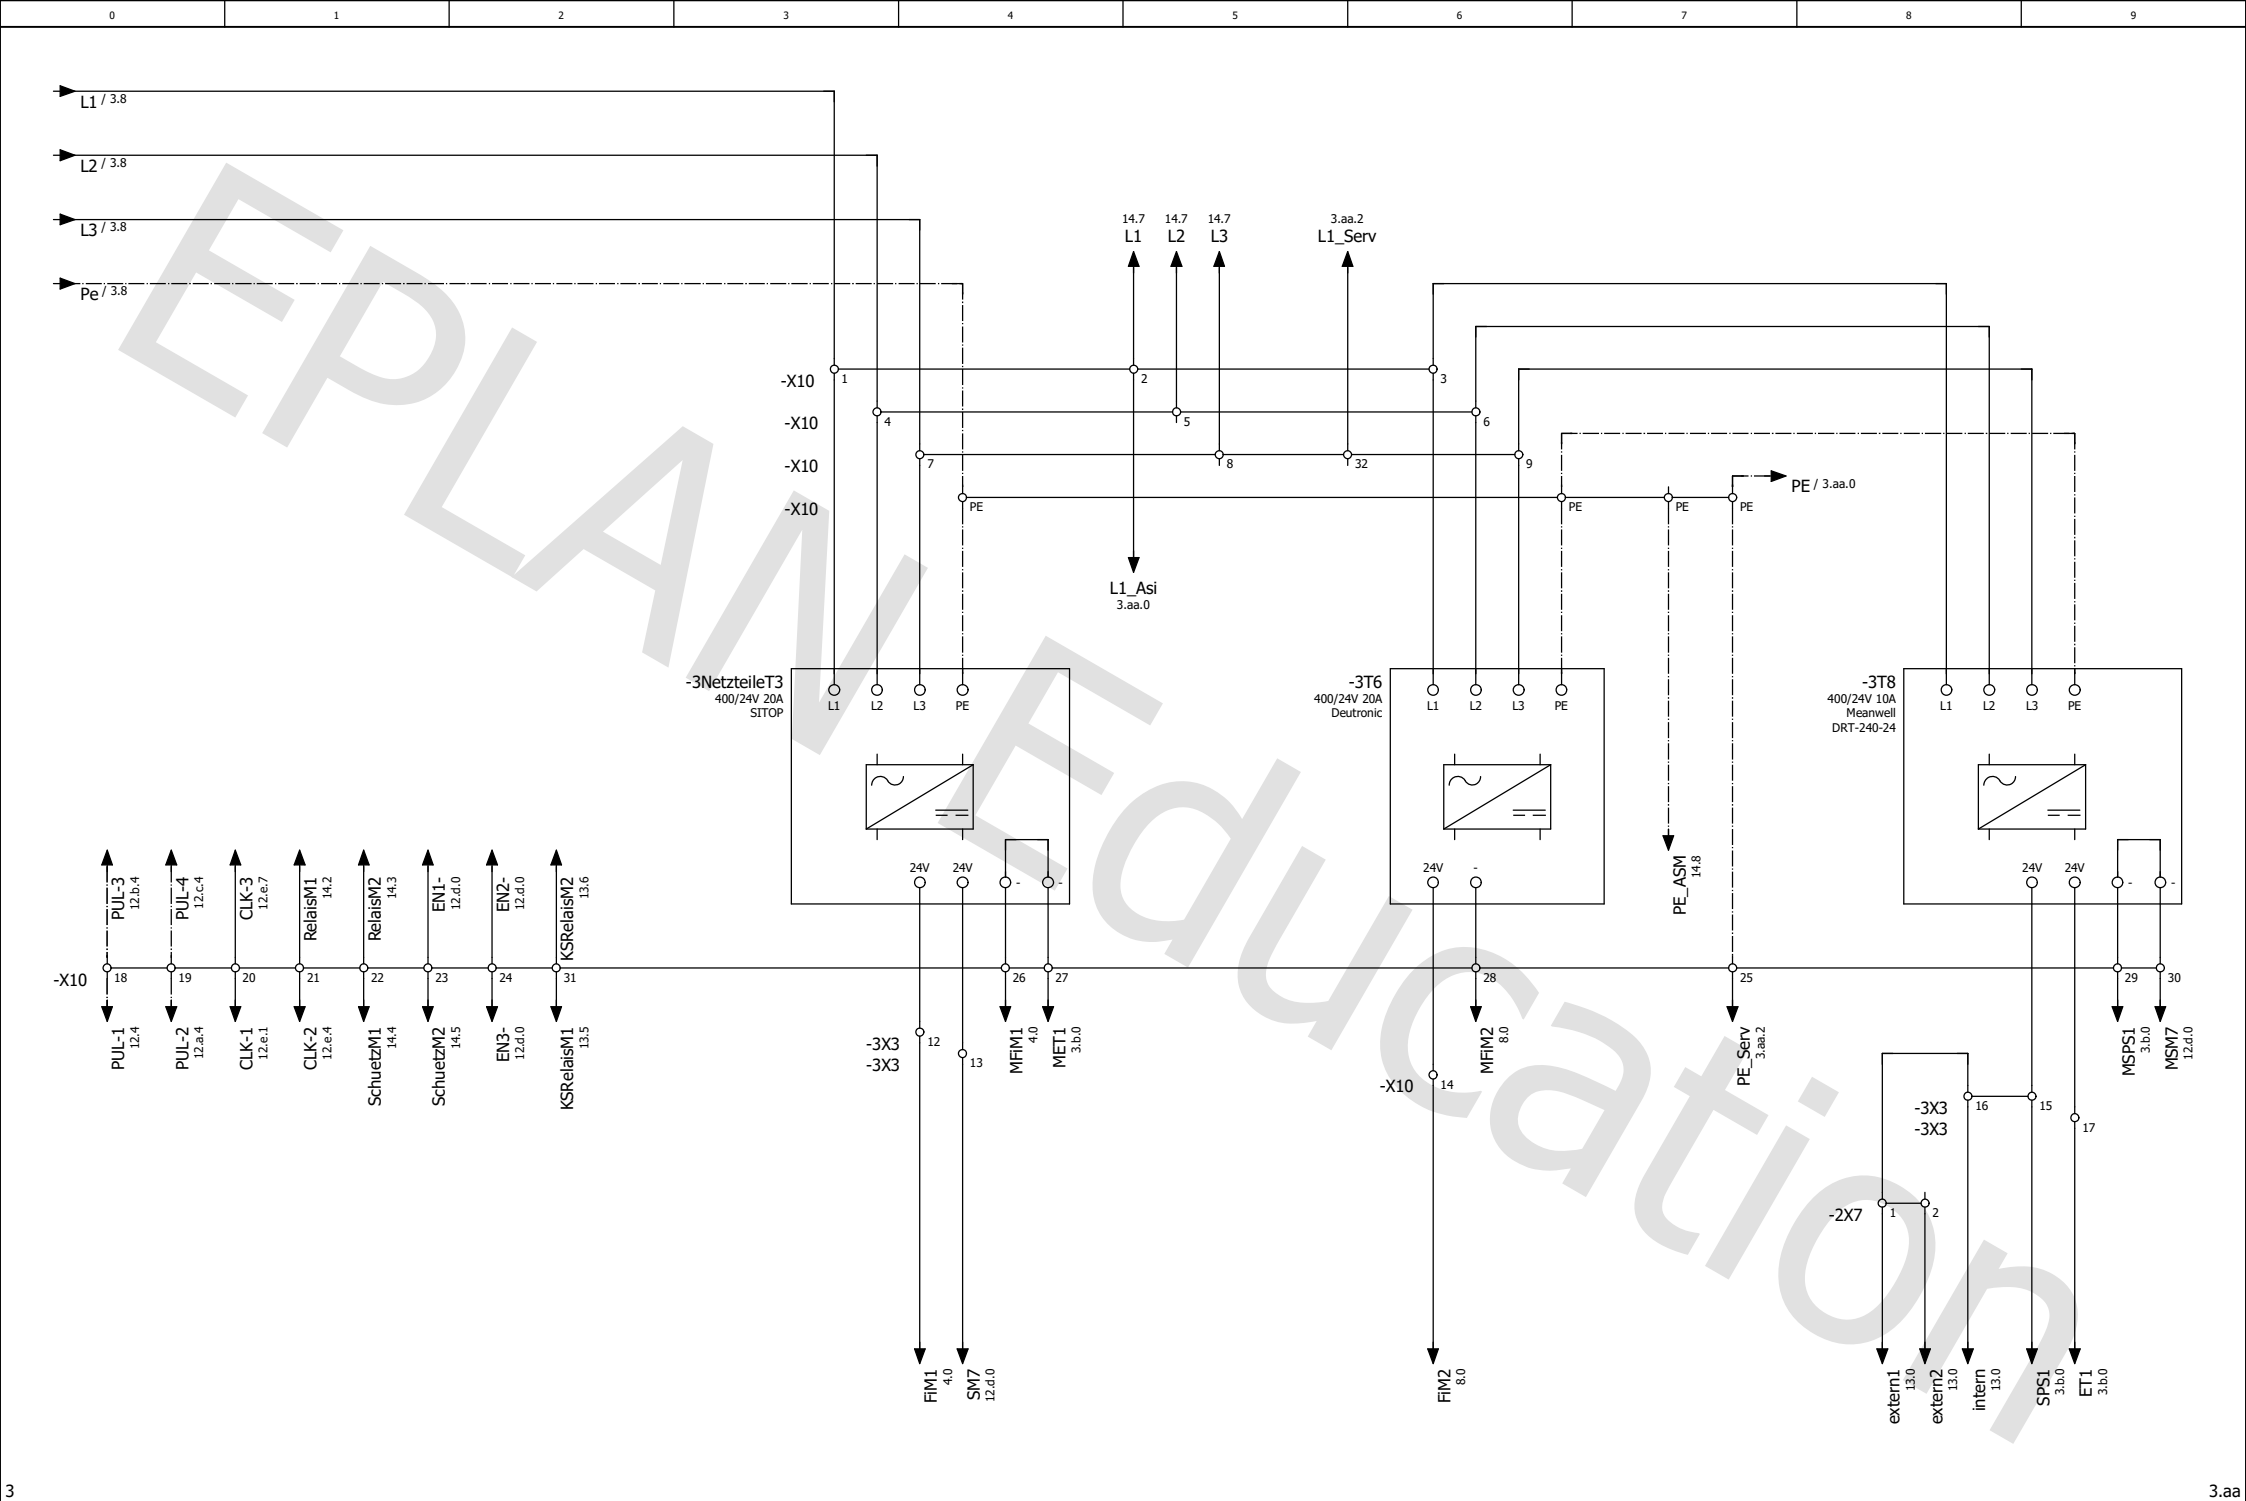 0 1 2 3 4 5 6 7 8 9
L1 / 3.8
L2 / 3.8
L3 / 3.8
Pe / 3.8
14.7 14.7 14.7 3.aa.2
L1 L2 L3 L1_Serv
-X10 1 2 3
-X10 4 5 6
-X10 7 8 32 9
PE / 3.aa.0
-X10 PE PE PE PE
L1_Asi
3.aa.0
-3NetzteileT3
400/24V 20A
SITOP
L1 L2 L3 PE
24V 24V - -
-3T6
400/24V 20A
Deutronic
L1 L2 L3 PE
24V -
-3T8
400/24V 10A
Meanwell
DRT-240-24
L1 L2 L3 PE
24V 24V - -
PE_ASM
14.8
PUL-3
12.b.4
PUL-4
12.c.4
CLK-3
12.e.7
RelaisM1
14.2
RelaisM2
14.3
EN1-
12.d.0
EN2-
12.d.0
KSRelaisM2
13.6
-X10 18 19 20 21 22 23 24 31 26 27 28 25 29 30
PUL-1
12.4
PUL-2
12.a.4
CLK-1
12.e.1
CLK-2
12.e.4
SchuetzM1
14.4
SchuetzM2
14.5
EN3-
12.d.0
KSRelaisM1
13.5
MFiM1
4.0
MET1
3.b.0
MFiM2
8.0
PE_Serv
3.aa.2
MSPS1
3.b.0
MSM7
12.d.0
-3X3 12
-3X3 13
-X10 14
-3X3 16 15
-3X3 17
-2X7 1 2
FiM1
4.0
SM7
12.d.0
FiM2
8.0
extern1
13.0
extern2
13.0
intern
13.0
SPS1
3.b.0
ET1
3.b.0
EPLAN Education
3 3.aa